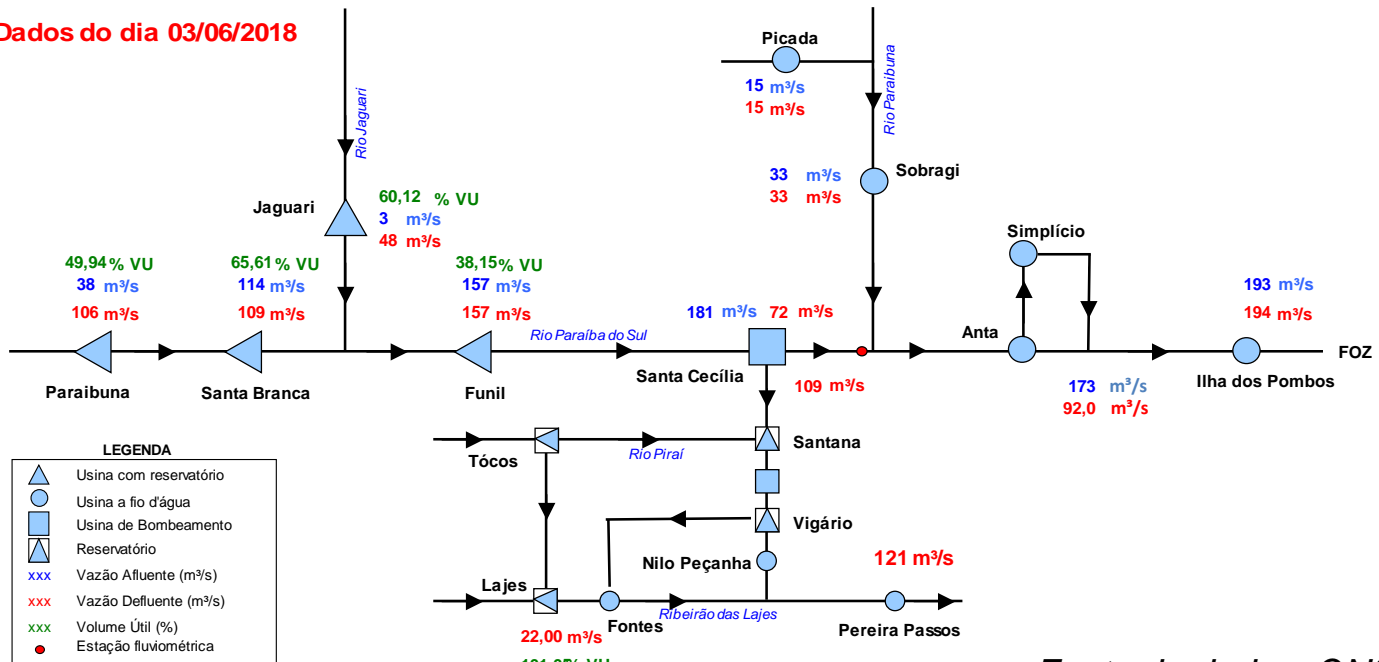 Dados do dia 03/06/2018
Picada
15 m³/s
15 m³/s
Rio Paraibuna
Rio Jaguari
33 m³/s
33 m³/s
Sobragi
Jaguari
60,12 % VU
3 m³/s
48 m³/s
Simplício
49,94 % VU
38 m³/s
106 m³/s
65,61 % VU
114 m³/s
109 m³/s
38,15 % VU
157 m³/s
157 m³/s
181 m³/s 72 m³/s
193 m³/s
194 m³/s
Rio Paraíba do Sul
Anta
FOZ
Paraibuna
Santa Branca
Funil
Santa Cecília
109 m³/s
173 m³/s
92,0 m³/s
Ilha dos Pombos
Tócos
Rio Piraí
Santana
Vigário
Nilo Peçanha
121 m³/s
Lajes
Fontes
Ribeirão das Lajes
Pereira Passos
22,00 m³/s
LEGENDA
Usina com reservatório
Usina a fio d'água
Usina de Bombeamento
Reservatório
xxx Vazão Afluente (m³/s)
xxx Vazão Defluente (m³/s)
xxx Volume Útil (%)
Estação fluviométrica